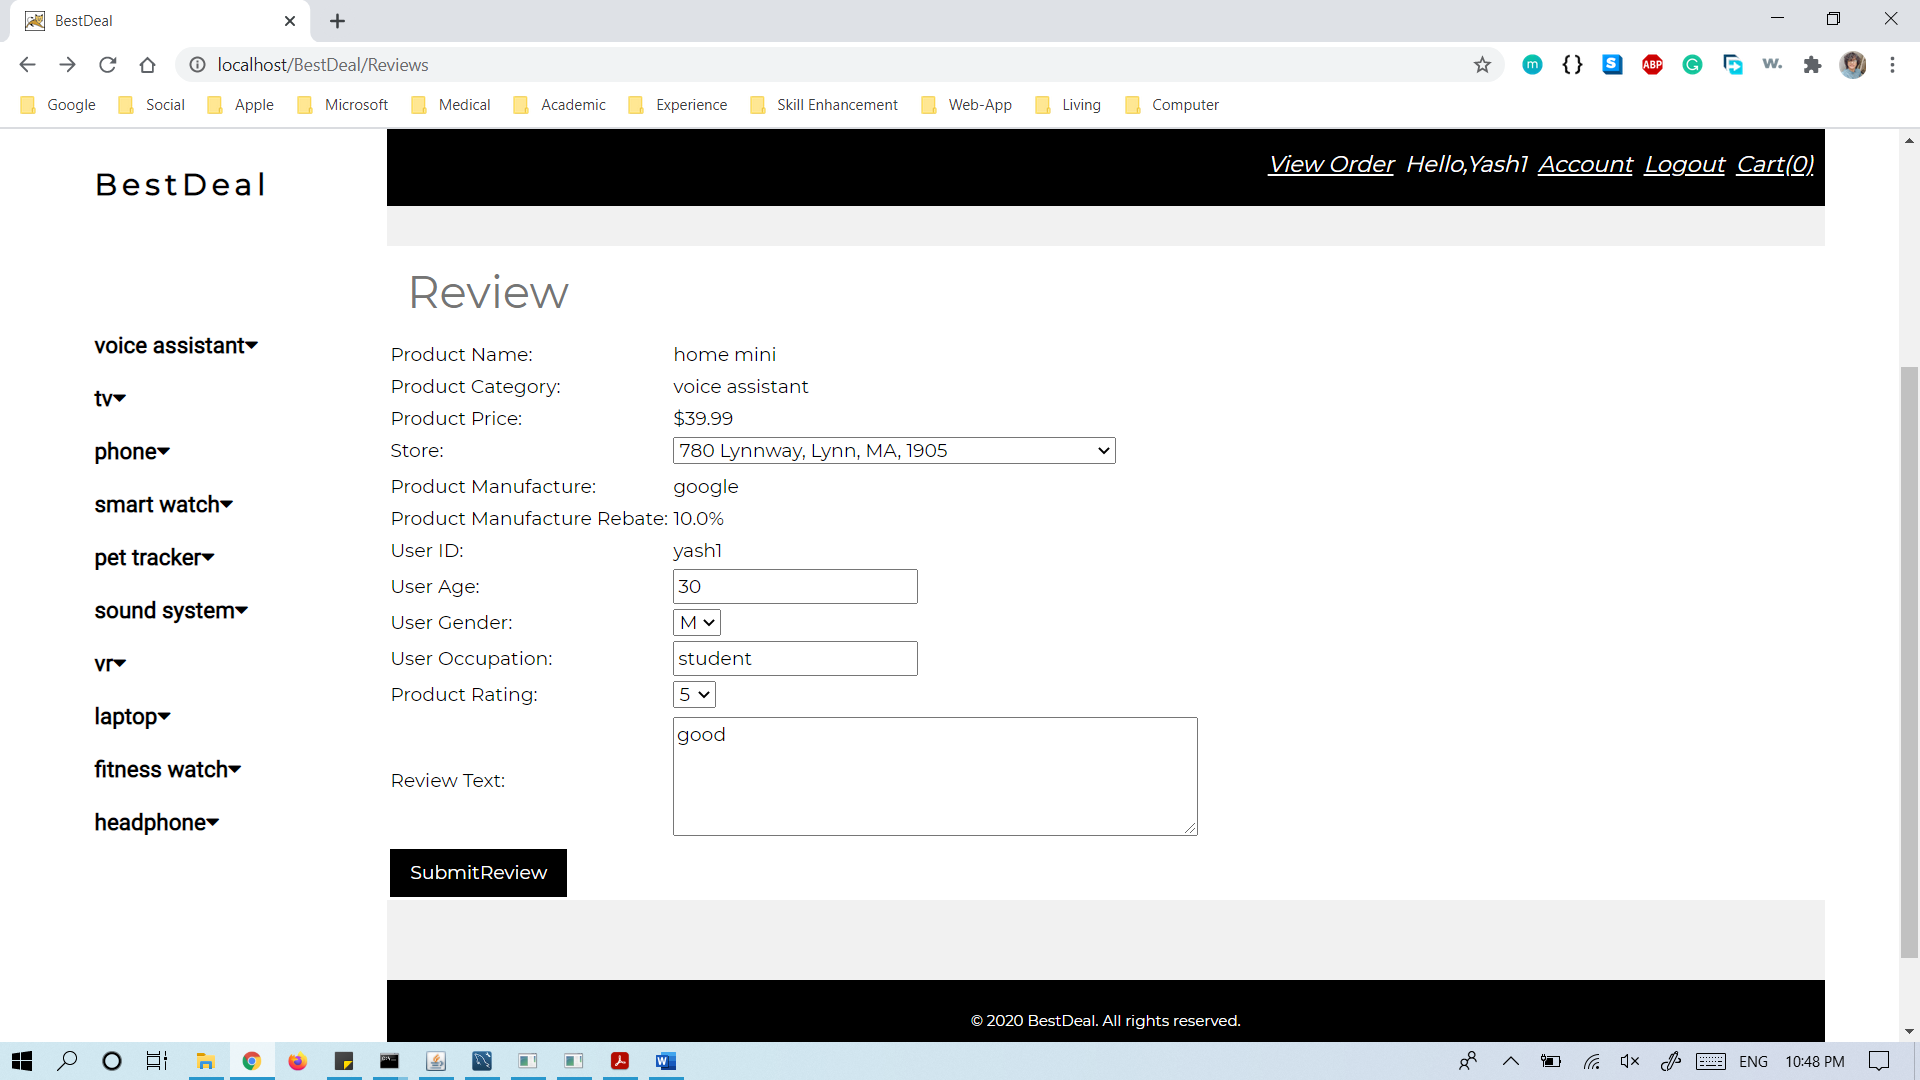 BestDeal
localhost/BestDeal/Reviews
ABP
Google Social Apple Microsoft Medical Academic Experience Skill Enhancement Web-App Living Computer
BestDeal
View Order Hello,Yash1 Account Logout Cart(0)
voice assistant
tv
phone
smart watch
pet tracker
sound system
vr
laptop
fitness watch
headphone
Review
Product Name: home mini
Product Category: voice assistant
Product Price: $39.99
Store: 780 Lynnway, Lynn, MA, 1905
Product Manufacture: google
Product Manufacture Rebate: 10.0%
User ID: yash1
User Age: 30
User Gender: M
User Occupation: student
Product Rating: 5
Review Text: good
SubmitReview
© 2020 BestDeal. All rights reserved.
ENG 10:48 PM